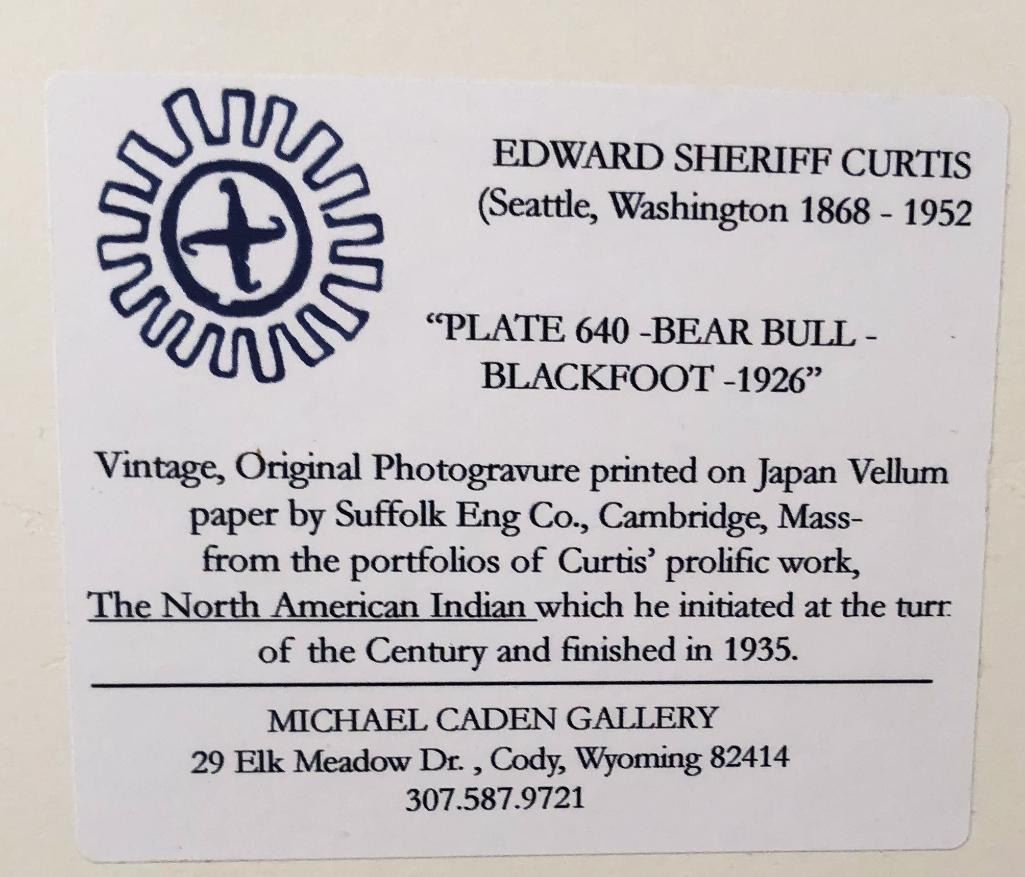 EDWARD SHERIFF CURTIS
(Seattle, Washington 1868 - 1952
“PLATE 640 -BEAR BULL -
BLACKFOOT -1926”
Vintage, Original Photogravure printed on Japan Vellum
paper by Suffolk Eng Co., Cambridge, Mass-
from the portfolios of Curtis’ prolific work,
The North American Indian which he initiated at the
of the Century and finished in 1935.
MICHAEL CADEN GALLERY
29 Elk Meadow Dr. , Cody, Wyoming 82414
307.587.9721